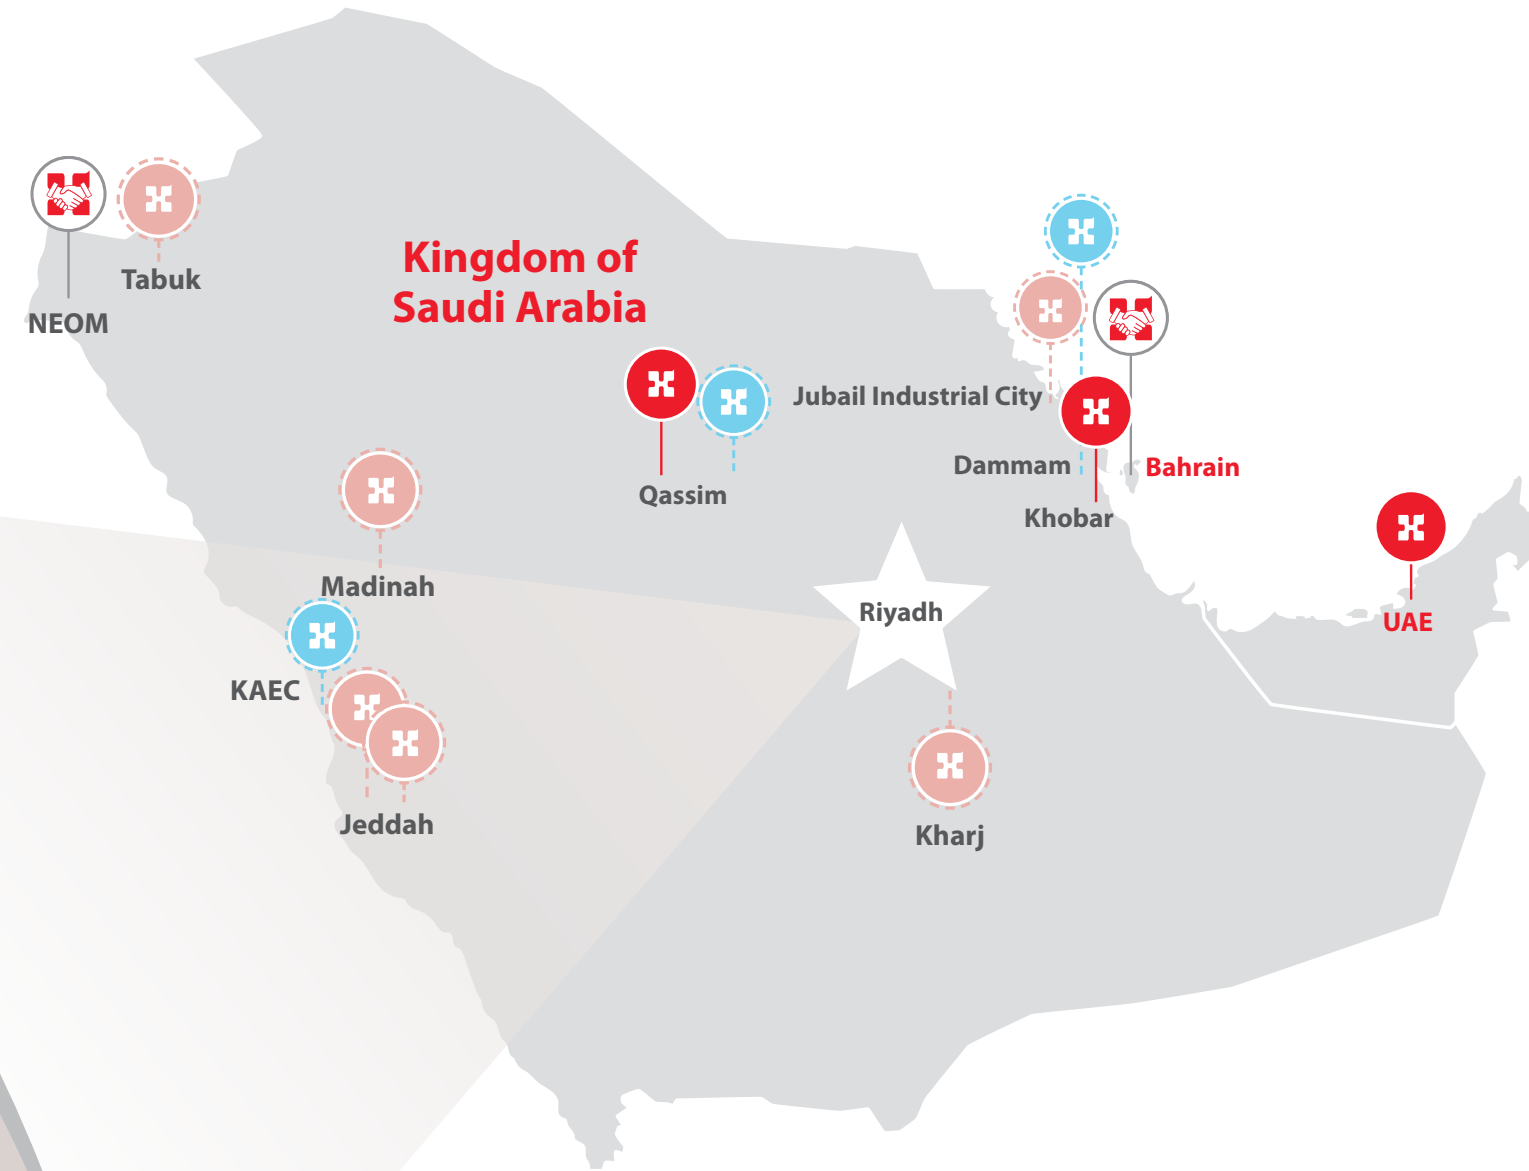 Kingdom of
Saudi Arabia
Tabuk
NEOM
Jubail Industrial City
Dammam
Bahrain
Qassim
Khobar
Madinah
Riyadh
UAE
KAEC
Jeddah
Kharj